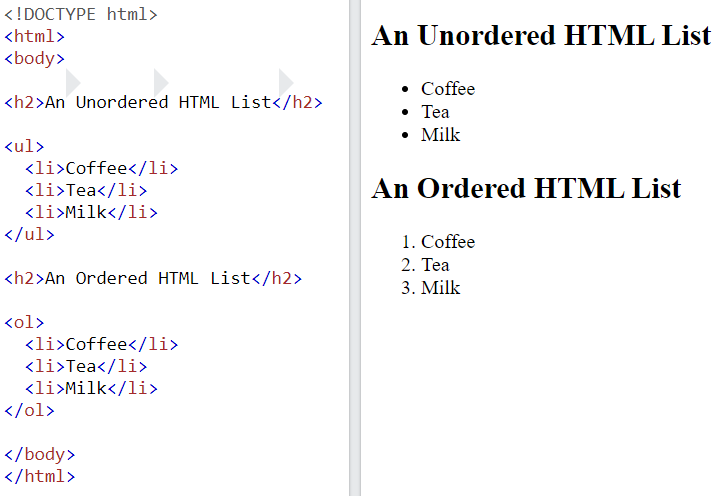 <!DOCTYPE html>
<html>
<body>
<h2>An Unordered HTML List</h2>
<ul>
<li>Coffee</li>
<li>Tea</li>
<li>Milk</li>
</ul>
<h2>An Ordered HTML List</h2>
<ol>
<li>Coffee</li>
<li>Tea</li>
<li>Milk</li>
</ol>
</body>
</html>
An Unordered HTML List
• Coffee
• Tea
• Milk
An Ordered HTML List
1. Coffee
2. Tea
3. Milk